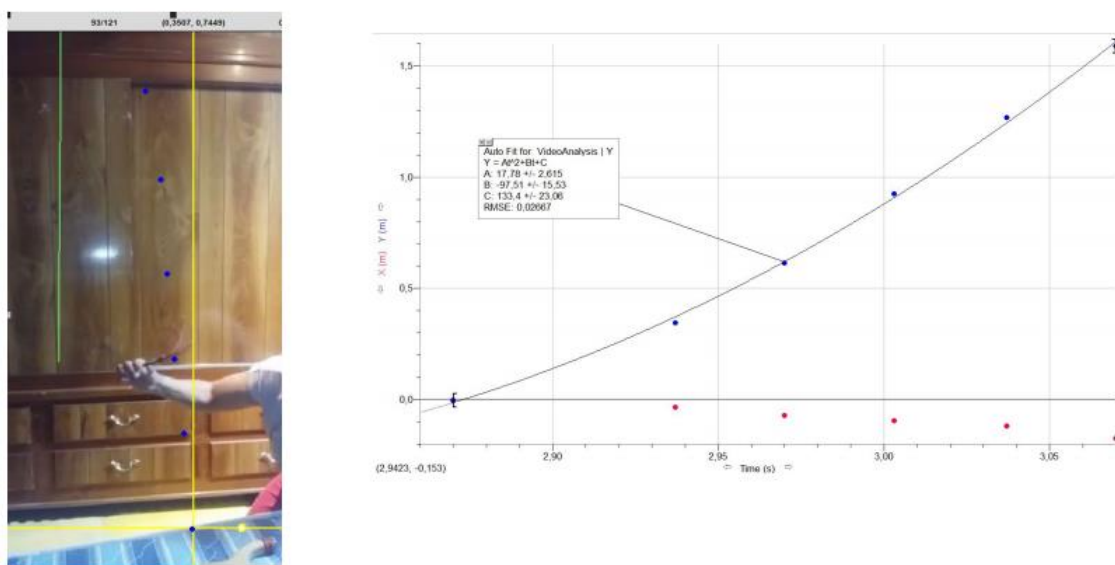 93/121 (0,3507, 0,7449)
1,5
Auto Fit for: VideoAnalysis | Y
Y = At^2+Bt+C
A: 17,78 +/- 2,615
B: -97,51 +/- 15,53
C: 133,4 +/- 23,06
RMSE: 0,02667
1,0
X (m) Y (m)
0,5
0,0
2,90 2,95 3,00 3,05
(2,9423, -0,153) Time (s)